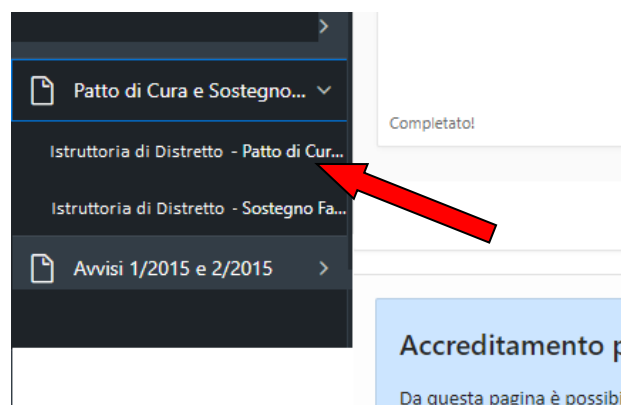 Patto di Cura e Sostegno...
Completato!
Istruttoria di Distretto - Patto di Cur...
Istruttoria di Distretto - Sostegno Fa...
Avvisi 1/2015 e 2/2015
Accreditamento p
Da questa pagina è possibi